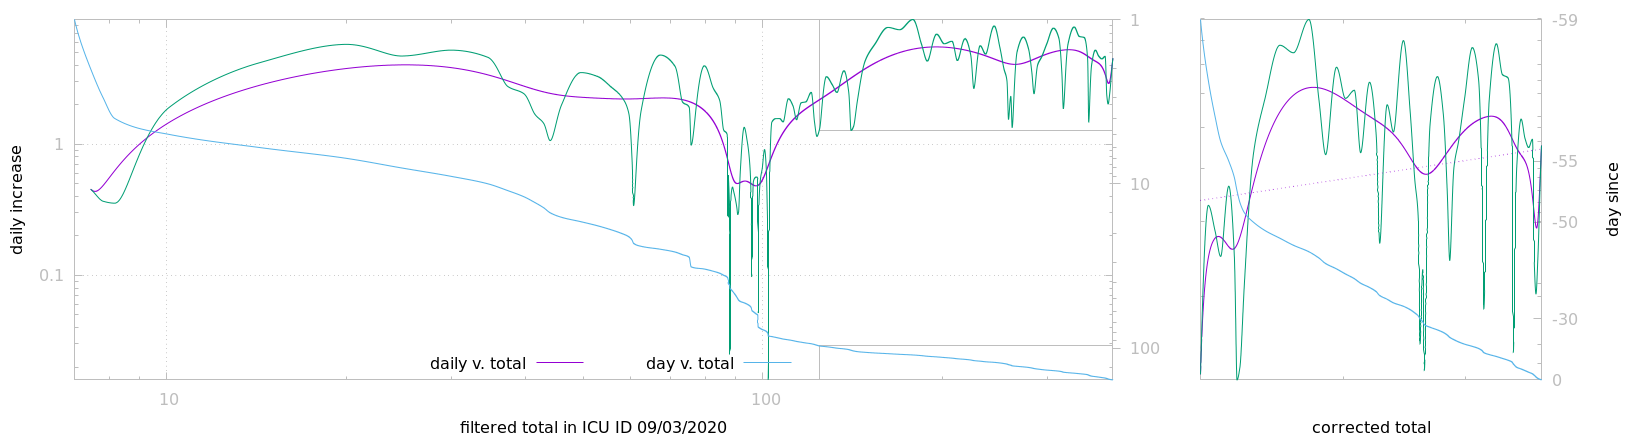 1
-59
daily increase
1
day since
-55
10
-50
0.1
-30
daily v. total
day v. total
100
0
10
100
filtered total in ICU ID 09/03/2020
corrected total